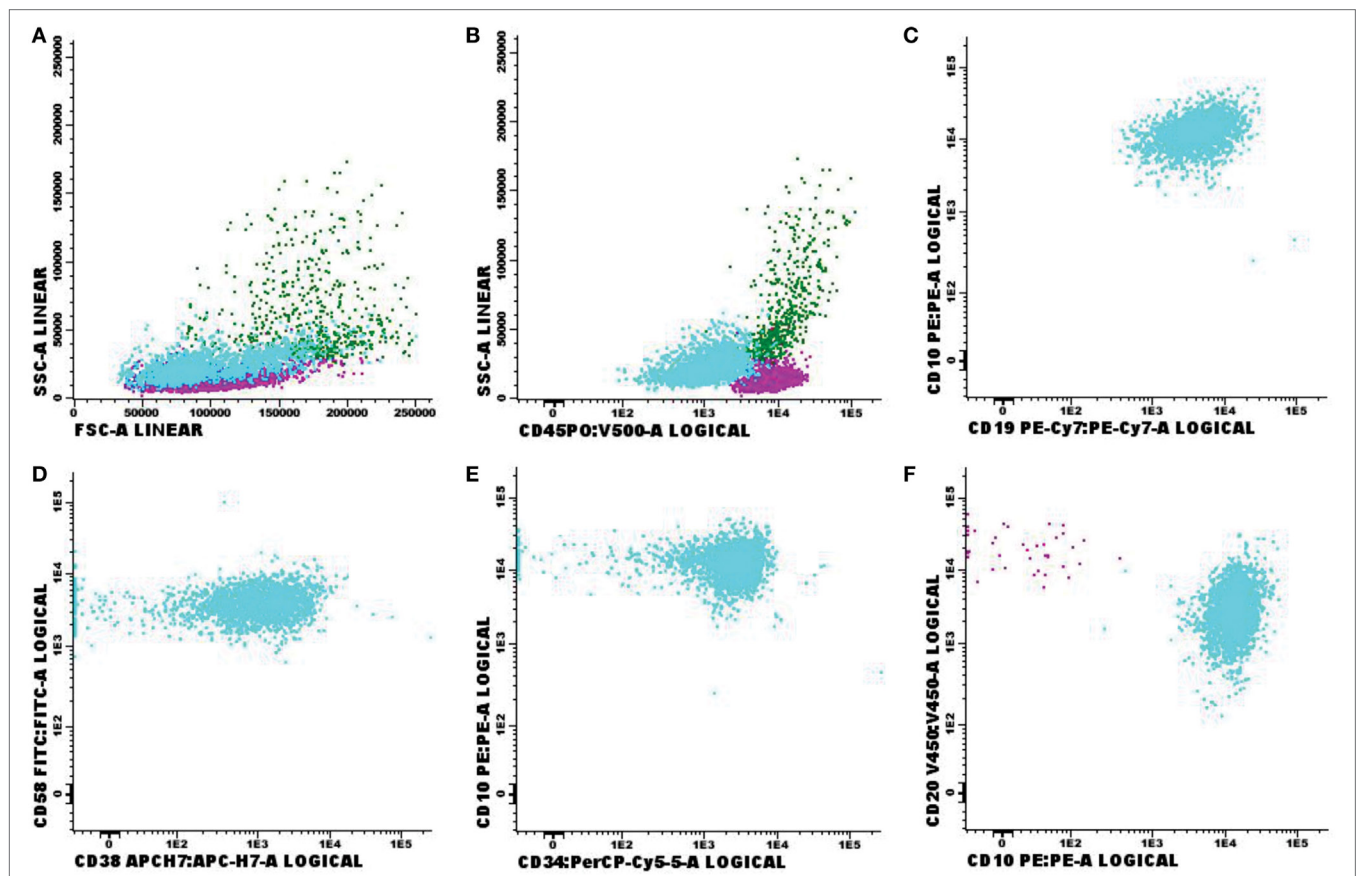 A
SSC-A LINEAR
250000
200000
150000
100000
50000
0
0 50000 100000 150000 200000 250000
FSC-A LINEAR
B
SSC-A LINEAR
250000
200000
150000
100000
50000
0
0 1E2 1E3 1E4 1E5
CD45PO:V500-A LOGICAL
C
CD10 PE:PE-A LOGICAL
1E5
1E4
1E3
1E2
0
0 1E2 1E3 1E4 1E5
CD19 PE-Cy7:PE-Cy7-A LOGICAL
D
CD58 FITC:FITC-A LOGICAL
1E5
1E4
1E3
1E2
0
0 1E2 1E3 1E4 1E5
CD38 APCH7:APC-H7-A LOGICAL
E
CD10 PE:PE-A LOGICAL
1E5
1E4
1E3
1E2
0
0 1E2 1E3 1E4 1E5
CD34:PerCP-Cy5-5-A LOGICAL
F
CD20 V450:V450-A LOGICAL
1E5
1E4
1E3
1E2
0
0 1E2 1E3 1E4 1E5
CD10 PE:PE-A LOGICAL